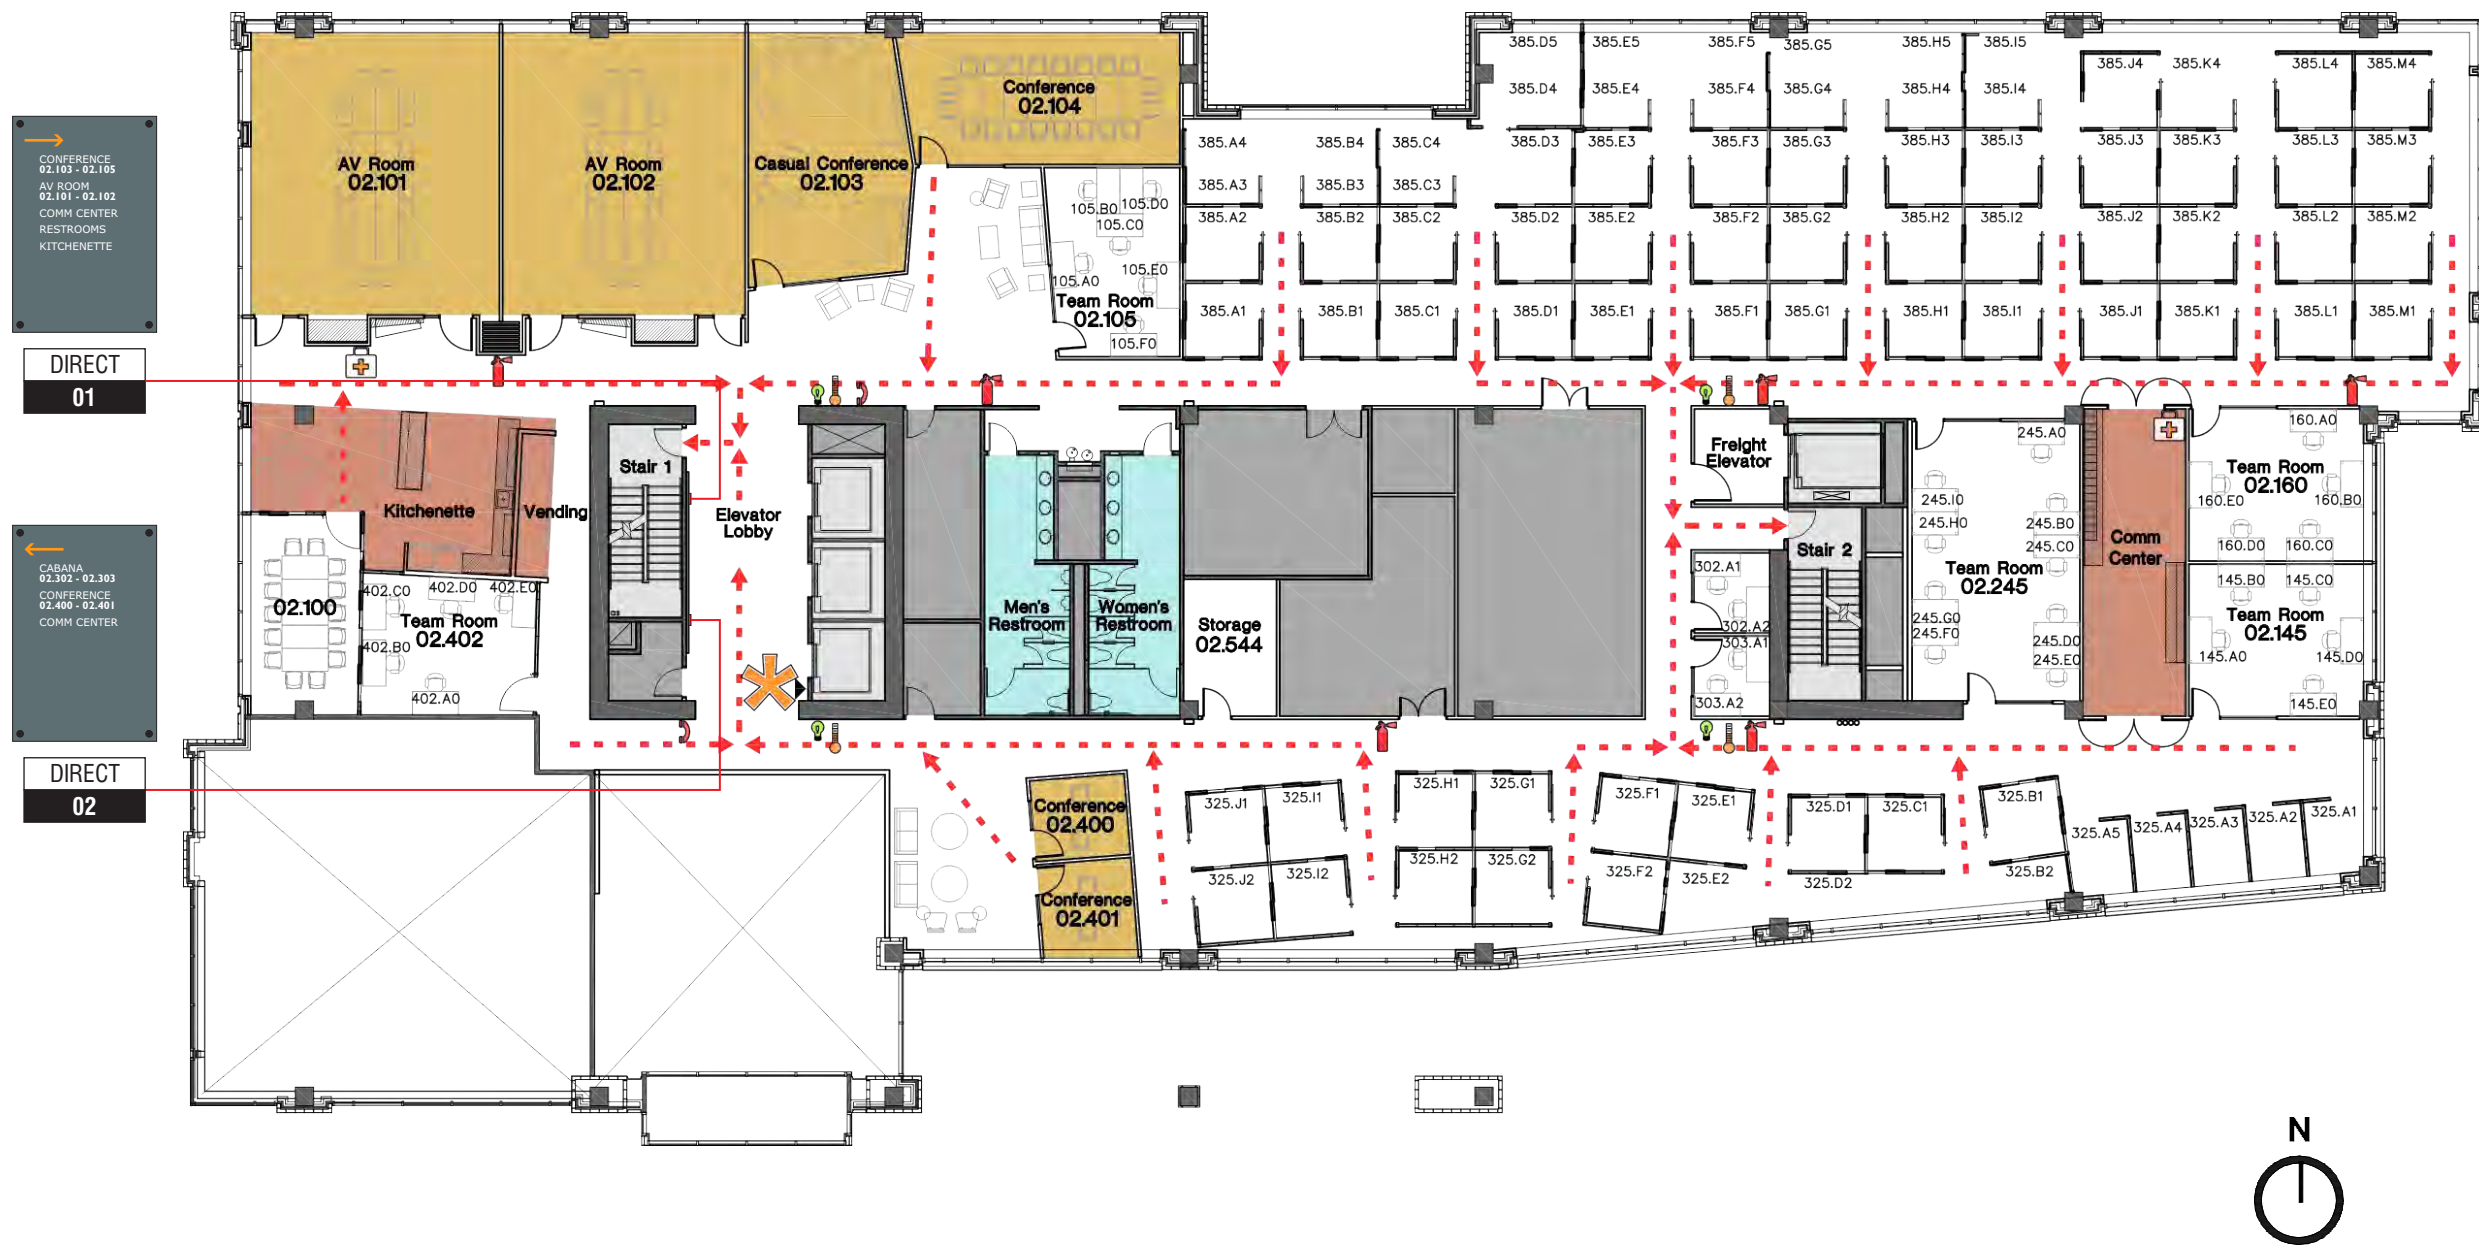 CONFERENCE
02.103 - 02.105
AV ROOM
02.101 - 02.102
COMM CENTER
RESTROOMS
KITCHENETTE
DIRECT
01
CABANA
02.302 - 02.303
CONFERENCE
02.400 - 02.401
COMM CENTER
DIRECT
02
AV Room
02.101
AV Room
02.102
Casual Conference
02.103
Conference
02.104
105.B0
105.D0
105.C0
105.E0
105.A0
Team Room
02.105
105.F0
385.A4
385.A3
385.A2
385.A1
385.B4
385.C4
385.B3
385.C3
385.B2
385.C2
385.B1
385.C1
385.D5
385.E5
385.D4
385.E4
385.D3
385.E3
385.D2
385.E2
385.D1
385.E1
385.F5
385.G5
385.F4
385.G4
385.F3
385.G3
385.F2
385.G2
385.F1
385.G1
385.H5
385.I5
385.H4
385.I4
385.H3
385.I3
385.H2
385.I2
385.H1
385.I1
385.J4
385.K4
385.J3
385.K3
385.J2
385.K2
385.J1
385.K1
385.L4
385.M4
385.L3
385.M3
385.L2
385.M2
385.L1
385.M1
Kitchenette
Vending
02.100
402.C0
402.D0
402.E0
Team Room
02.402
402.B0
402.A0
Stair 1
Elevator
Lobby
Men's
Restroom
Women's
Restroom
Storage
02.544
Freight
Elevator
Stair 2
302.A1
302.A2
303.A1
303.A2
245.A0
245.I0
245.H0
245.B0
245.C0
Team Room
02.245
245.G0
245.F0
245.D0
245.E0
Comm
Center
160.A0
Team Room
02.160
160.E0
160.B0
160.D0
160.C0
145.B0
145.C0
Team Room
02.145
145.A0
145.D0
145.E0
Conference
02.400
Conference
02.401
325.J1
325.I1
325.J2
325.I2
325.H1
325.G1
325.H2
325.G2
325.F1
325.E1
325.F2
325.E2
325.D1
325.C1
325.D2
325.B1
325.B2
325.A5
325.A4
325.A3
325.A2
325.A1
N